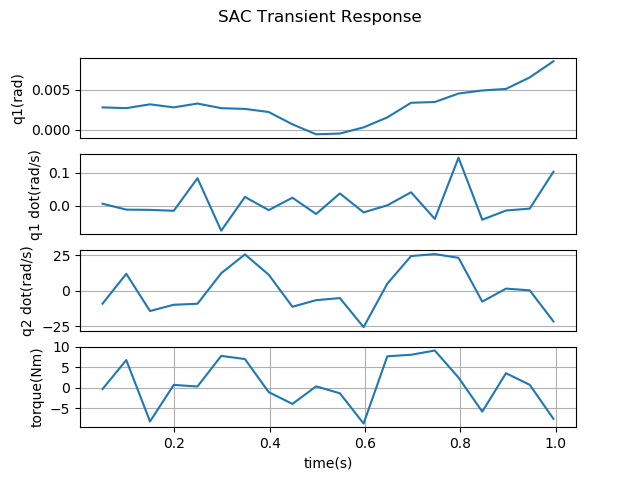 SAC Transient Response
q1(rad)
0.005
0.000
q1 dot(rad/s)
0.1
0.0
q2 dot(rad/s)
25
0
−25
torque(Nm)
10
5
0
−5
0.2 0.4 0.6 0.8 1.0
time(s)